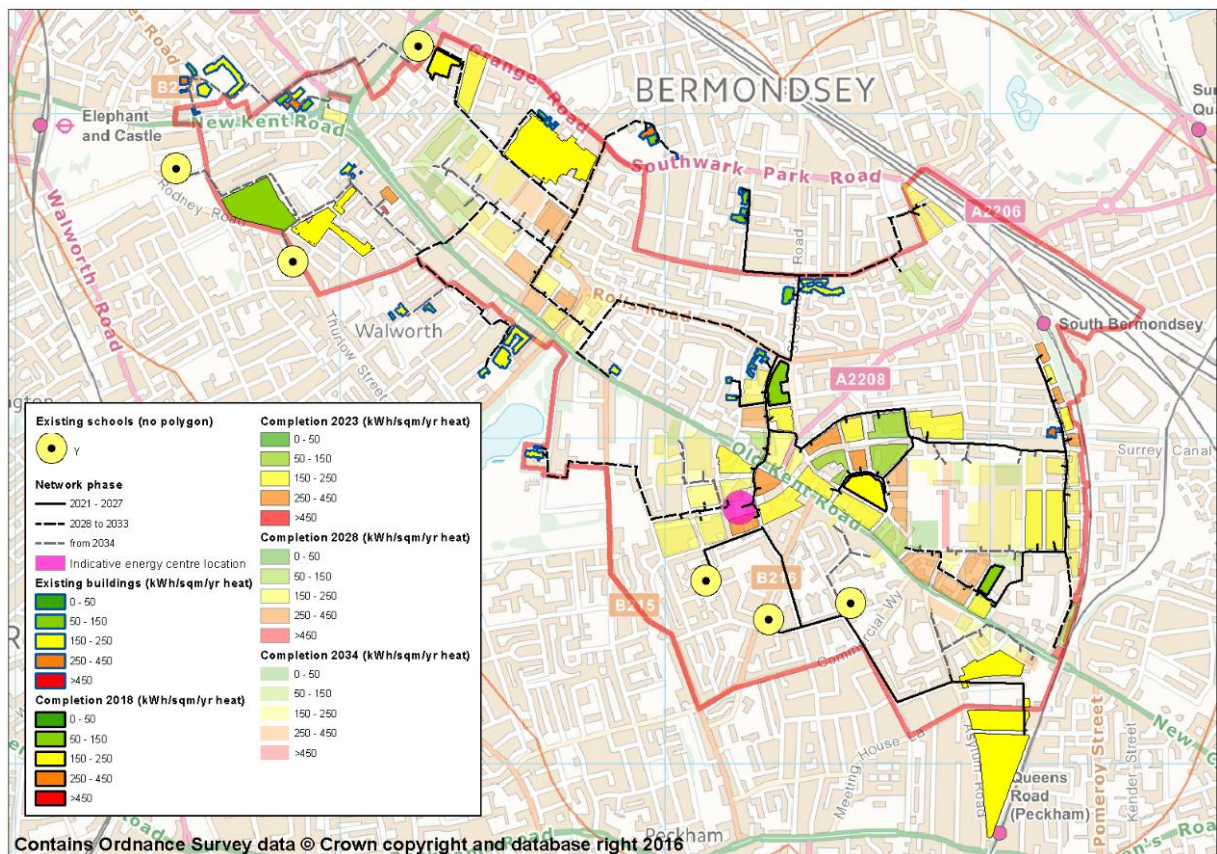 BERMONDSEY
Grange Road
Elephant
and Castle
New Kent Road
Southwark Park Road
A2206
Rodney Road
Walworth Road
Thurlow Street
Walworth
Rolls Road
Road
South Bermondsey
A2208
Old Kent Road
Surrey Canal
B216
B215
Commercial Wy
Meeting House La
Asylum Road
Queens
Road
(Peckham)
Pomeroy Street
Kender Street
Peckham
Existing schools (no polygon)
Y
Network phase
2021 - 2027
2028 to 2033
from 2034
Indicative energy centre location
Existing buildings (kWh/sqm/yr heat)
0 - 50
50 - 150
150 - 250
250 - 450
>450
Completion 2018 (kWh/sqm/yr heat)
0 - 50
50 - 150
150 - 250
250 - 450
>450
Completion 2023 (kWh/sqm/yr heat)
0 - 50
50 - 150
150 - 250
250 - 450
>450
Completion 2028 (kWh/sqm/yr heat)
0 - 50
50 - 150
150 - 250
250 - 450
>450
Completion 2034 (kWh/sqm/yr heat)
0 - 50
50 - 150
150 - 250
250 - 450
>450
Contains Ordnance Survey data © Crown copyright and database right 2016